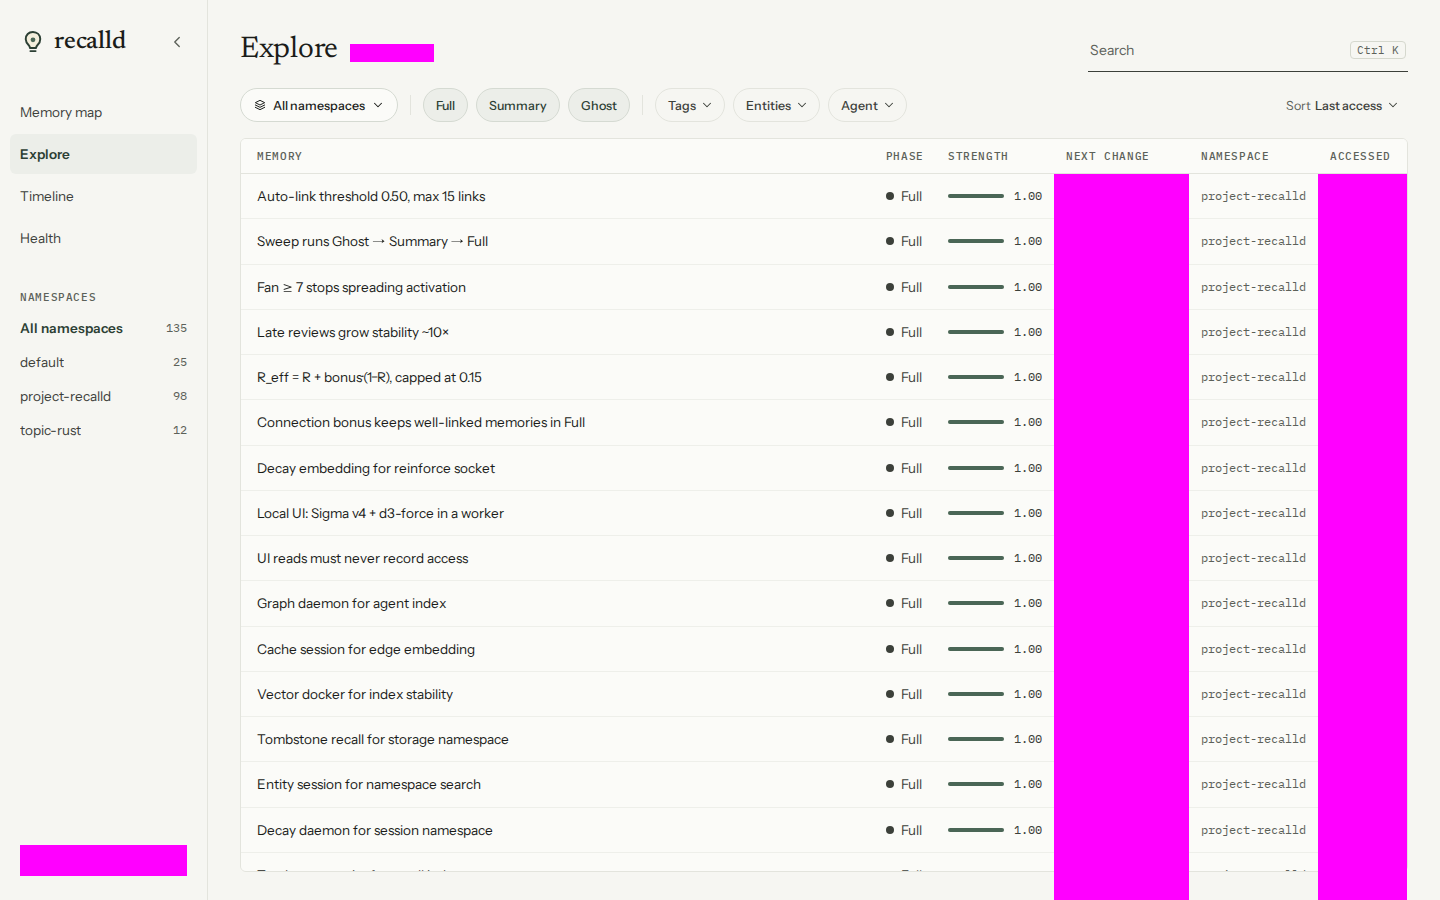 recalld
Memory map
Explore
Timeline
Health
NAMESPACES
All namespaces 135
default 25
project-recalld 98
topic-rust 12
Explore
Search Ctrl K
All namespaces Full Summary Ghost Tags Entities Agent Sort Last access
MEMORY PHASE STRENGTH NEXT CHANGE NAMESPACE ACCESSED
Auto-link threshold 0.50, max 15 links Full 1.00 project-recalld
Sweep runs Ghost → Summary → Full Full 1.00 project-recalld
Fan ≥ 7 stops spreading activation Full 1.00 project-recalld
Late reviews grow stability ~10× Full 1.00 project-recalld
R_eff = R + bonus·(1−R), capped at 0.15 Full 1.00 project-recalld
Connection bonus keeps well-linked memories in Full Full 1.00 project-recalld
Decay embedding for reinforce socket Full 1.00 project-recalld
Local UI: Sigma v4 + d3-force in a worker Full 1.00 project-recalld
UI reads must never record access Full 1.00 project-recalld
Graph daemon for agent index Full 1.00 project-recalld
Cache session for edge embedding Full 1.00 project-recalld
Vector docker for index stability Full 1.00 project-recalld
Tombstone recall for storage namespace Full 1.00 project-recalld
Entity session for namespace search Full 1.00 project-recalld
Decay daemon for session namespace Full 1.00 project-recalld